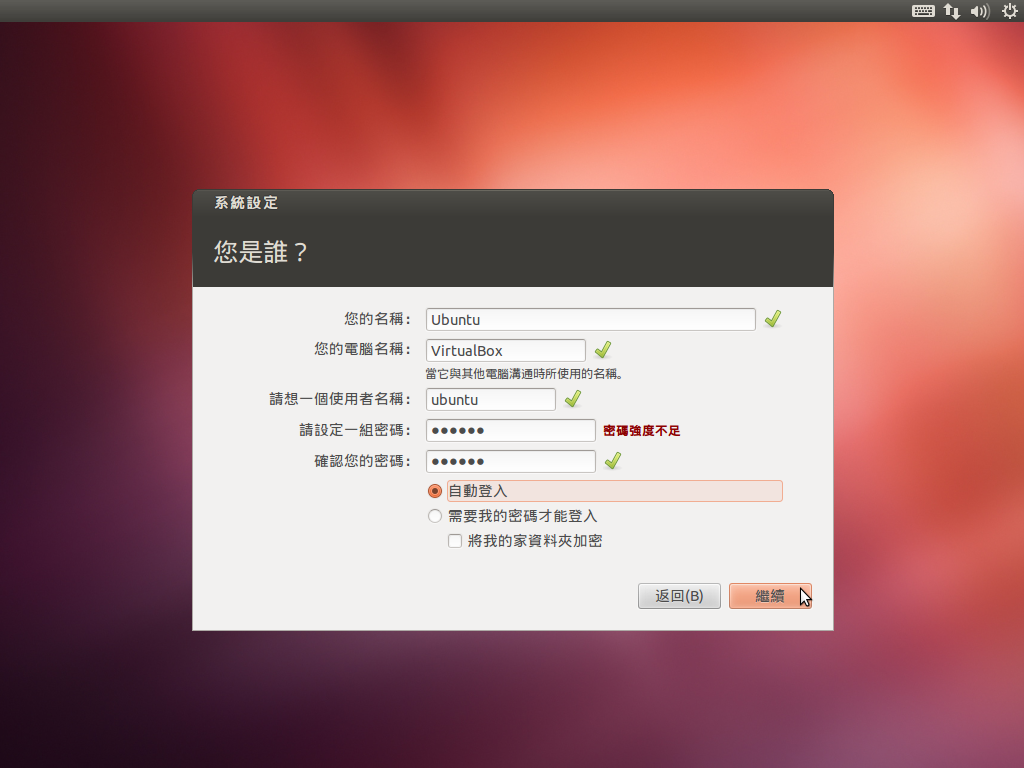 系統設定
您是誰？
您的名稱： Ubuntu
您的電腦名稱： VirtualBox
當它與其他電腦溝通時所使用的名稱。
請想一個使用者名稱： ubuntu
請設定一組密碼： ●●●●●● 密碼強度不足
確認您的密碼： ●●●●●●
自動登入
需要我的密碼才能登入
將我的家資料夾加密
返回(B) 繼續